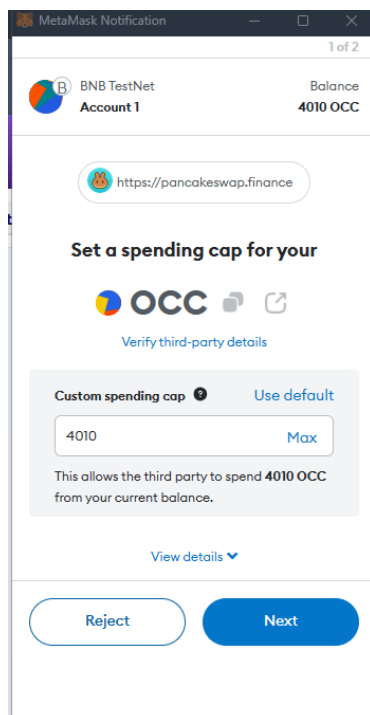 MetaMask Notification
1 of 2
B
BNB TestNet
Balance
Account 1
4010 OCC
https://pancakeswap.finance
Set a spending cap for your
OCC
Verify third-party details
Custom spending cap ?
Use default
4010
Max
This allows the third party to spend 4010 OCC
from your current balance.
View details
Reject
Next